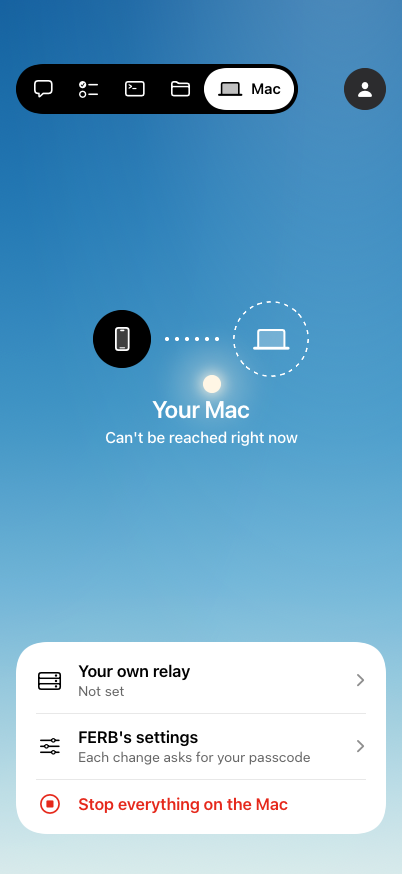 Mac
Your Mac
Can't be reached right now
Your own relay
Not set
FERB's settings
Each change asks for your passcode
Stop everything on the Mac